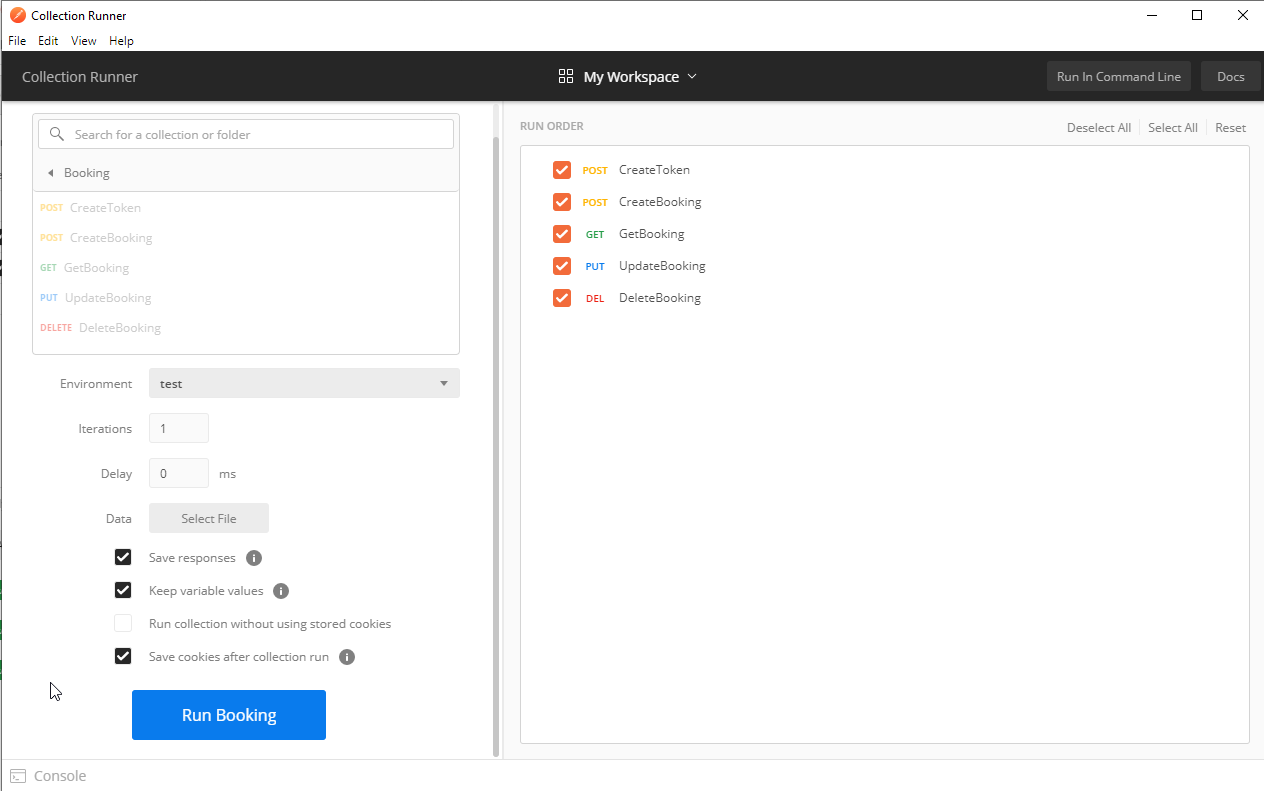 Collection Runner
File Edit View Help
Collection Runner
My Workspace
Run In Command Line
Docs
Search for a collection or folder
Booking
POST CreateToken
POST CreateBooking
GET GetBooking
PUT UpdateBooking
DELETE DeleteBooking
Environment test
Iterations 1
Delay 0 ms
Data Select File
Save responses
Keep variable values
Run collection without using stored cookies
Save cookies after collection run
Run Booking
RUN ORDER
Deselect All Select All Reset
POST CreateToken
POST CreateBooking
GET GetBooking
PUT UpdateBooking
DEL DeleteBooking
Console